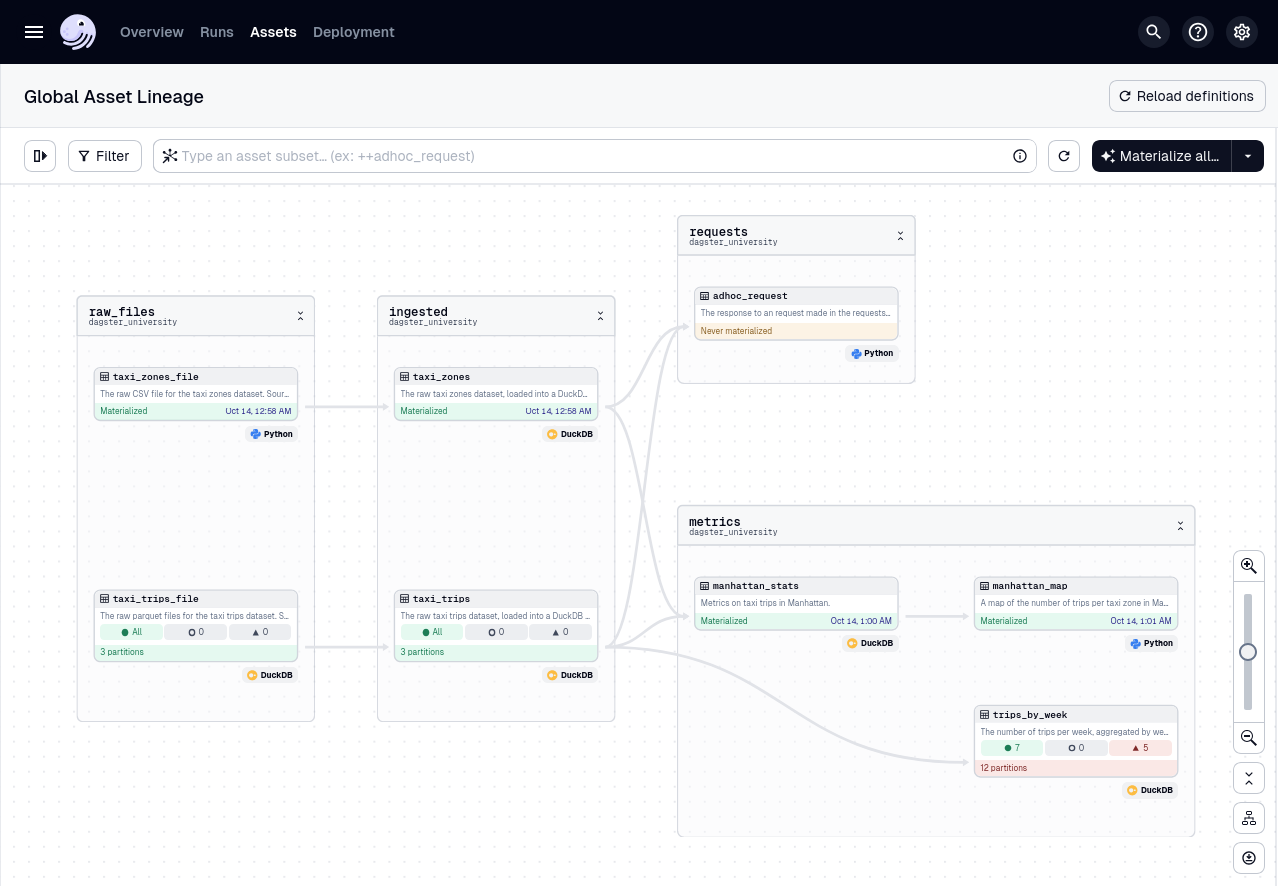 Overview Runs Assets Deployment
Global Asset Lineage
Reload definitions
Filter
Type an asset subset… (ex: ++adhoc_request)
Materialize all…
requests
dagster_university
adhoc_request
The response to an request made in the requests…
Never materialized
Python
raw_files
dagster_university
taxi_zones_file
The raw CSV file for the taxi zones dataset. Sour…
Materialized Oct 14, 12:58 AM
Python
taxi_trips_file
The raw parquet files for the taxi trips dataset. S…
All 0 0
3 partitions
DuckDB
ingested
dagster_university
taxi_zones
The raw taxi zones dataset, loaded into a DuckD…
Materialized Oct 14, 12:58 AM
DuckDB
taxi_trips
The raw taxi trips dataset, loaded into a DuckDB …
All 0 0
3 partitions
DuckDB
metrics
dagster_university
manhattan_stats
Metrics on taxi trips in Manhattan.
Materialized Oct 14, 1:00 AM
DuckDB
manhattan_map
A map of the number of trips per taxi zone in Ma…
Materialized Oct 14, 1:01 AM
Python
trips_by_week
The number of trips per week, aggregated by we…
7 0 5
12 partitions
DuckDB